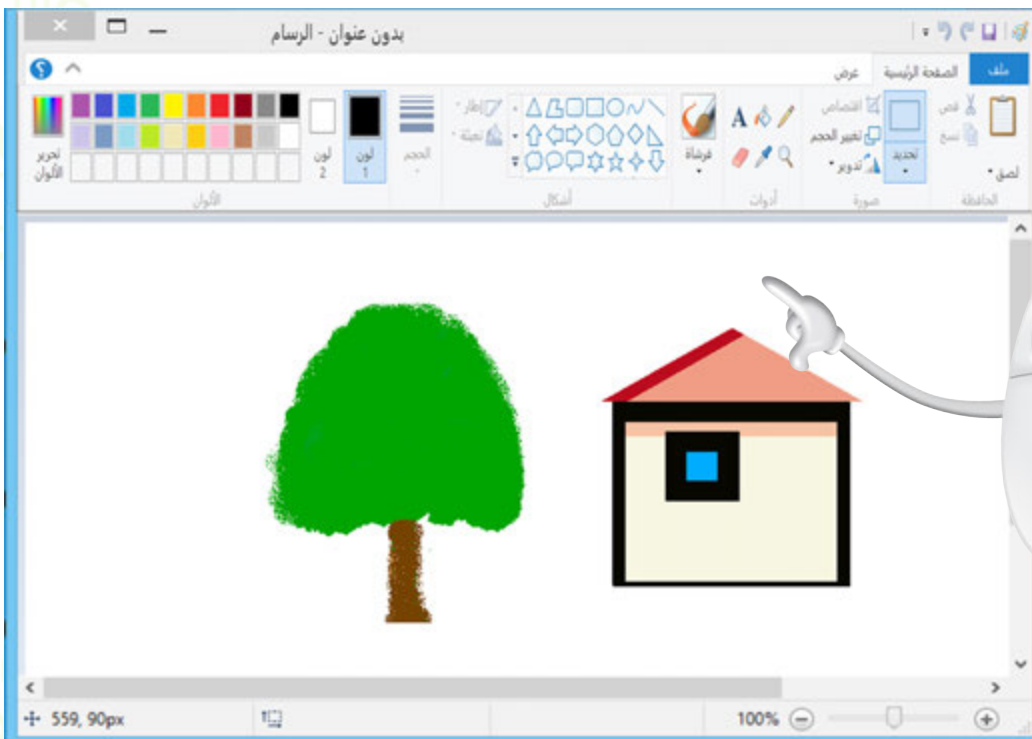 بدون عنوان - الرسام
ملف الصفحة الرئيسية عرض
لصق
قص
نسخ
الحافظة
تحديد
اقتصاص
تغيير الحجم
تدوير
صورة
A
أدوات
فرشاة
إطار
تعبئة
أشكال
الحجم
لون 1
لون 2
تحرير الألوان
الألوان
559, 90px
100%